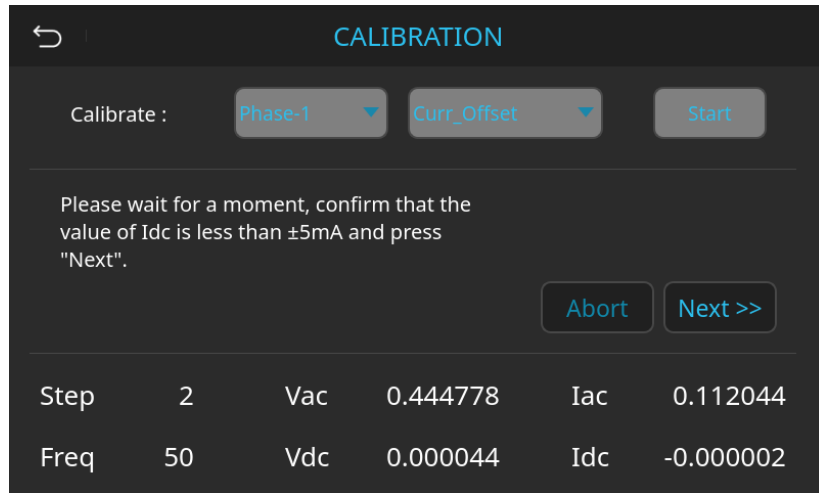 CALIBRATION
Calibrate : Phase-1 Curr_Offset Start
Please wait for a moment, confirm that the
value of Idc is less than ±5mA and press
"Next".
Abort Next >>
Step 2 Vac 0.444778 Iac 0.112044
Freq 50 Vdc 0.000044 Idc -0.000002